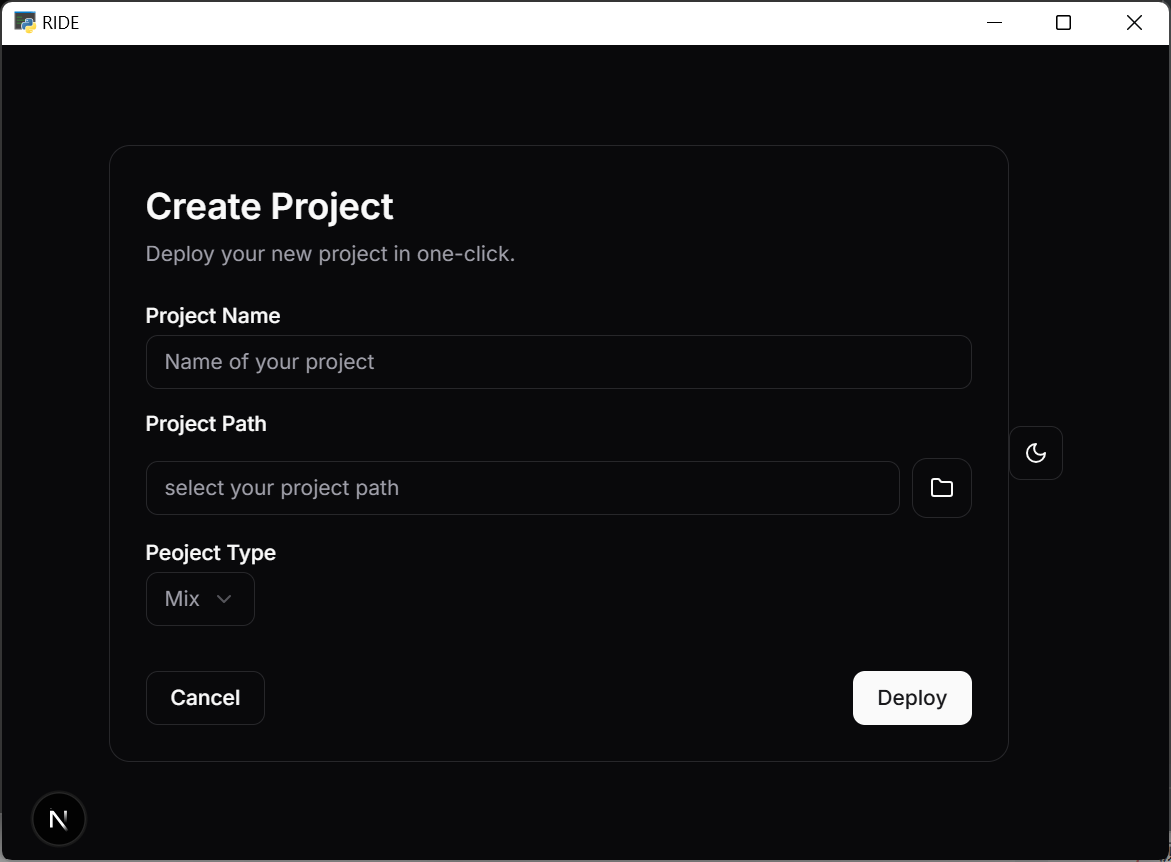 RIDE
Create Project
Deploy your new project in one-click.
Project Name
Name of your project
Project Path
select your project path
Peoject Type
Mix
Cancel
Deploy
N